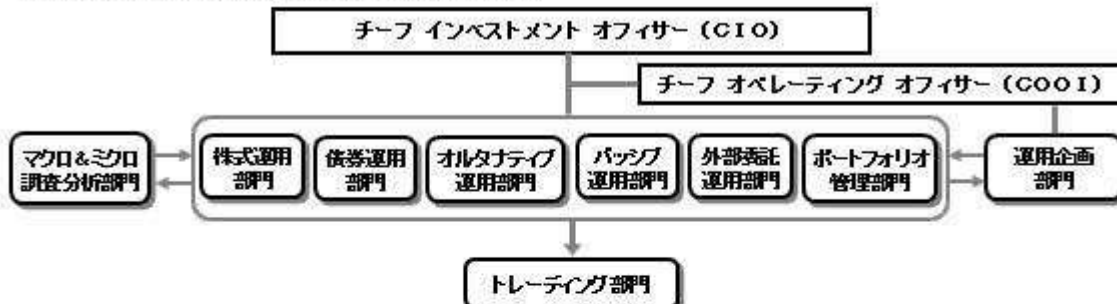 チーフ インベストメント オフィサー (CIO)
チーフ オペレーティング オフィサー (COOI)
マクロ&ミクロ
調査分析部門
株式運用
部門
債券運用
部門
オルタナティブ
運用部門
パッシブ
運用部門
外部委託
運用部門
ポートフォリオ
管理部門
運用企画
部門
トレーディング部門